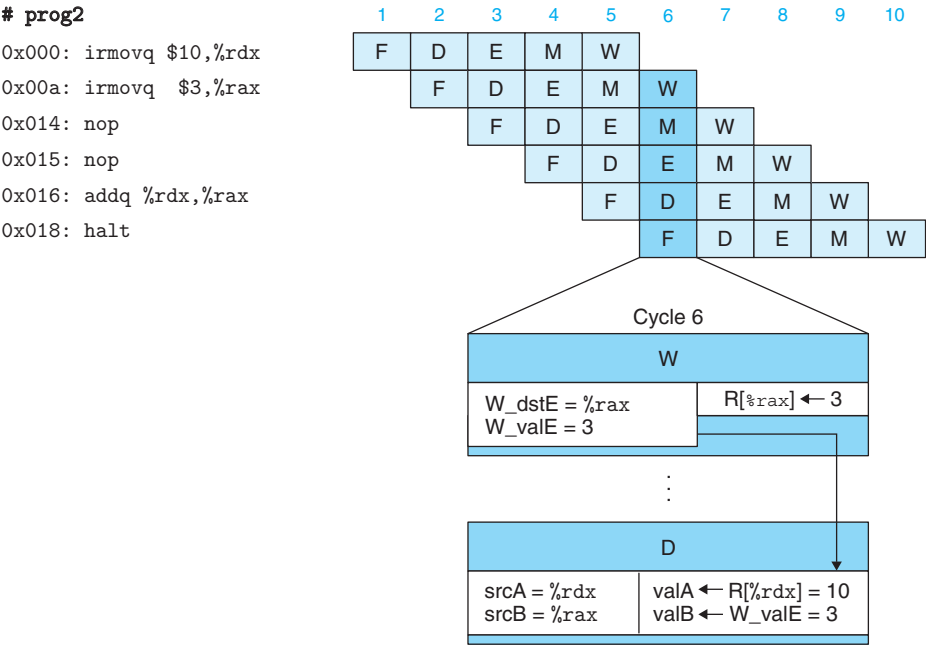 # prog2 1 2 3 4 5 6 7 8 9 10
0x000: irmovq $10,%rdx F D E M W
0x00a: irmovq $3,%rax F D E M W
0x014: nop F D E M W
0x015: nop F D E M W
0x016: addq %rdx,%rax F D E M W
0x018: halt F D E M W
Cycle 6
W
W_dstE = %rax R[%rax] ← 3
W_valE = 3
. . .
D
srcA = %rdx valA ← R[%rdx] = 10
srcB = %rax valB ← W_valE = 3